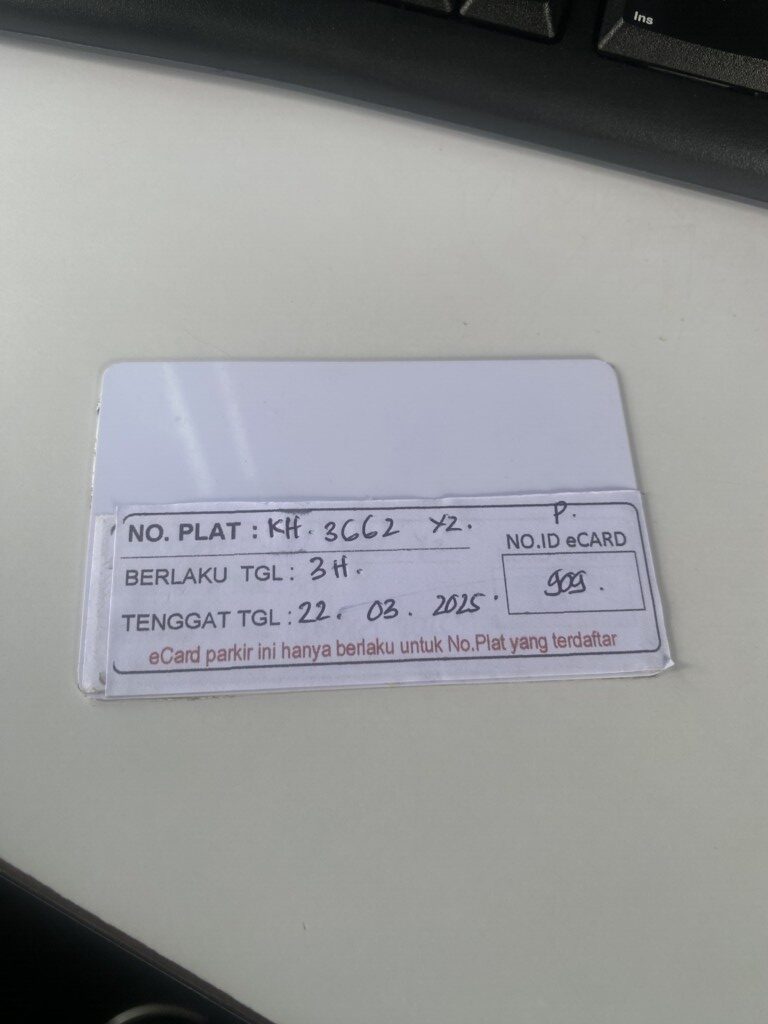 Ins
NO. PLAT : KH. 3662 YZ.
P.
NO.ID eCARD
BERLAKU TGL : 3H.
909.
TENGGAT TGL : 22. 03. 2025.
eCard parkir ini hanya berlaku untuk No.Plat yang terdaftar